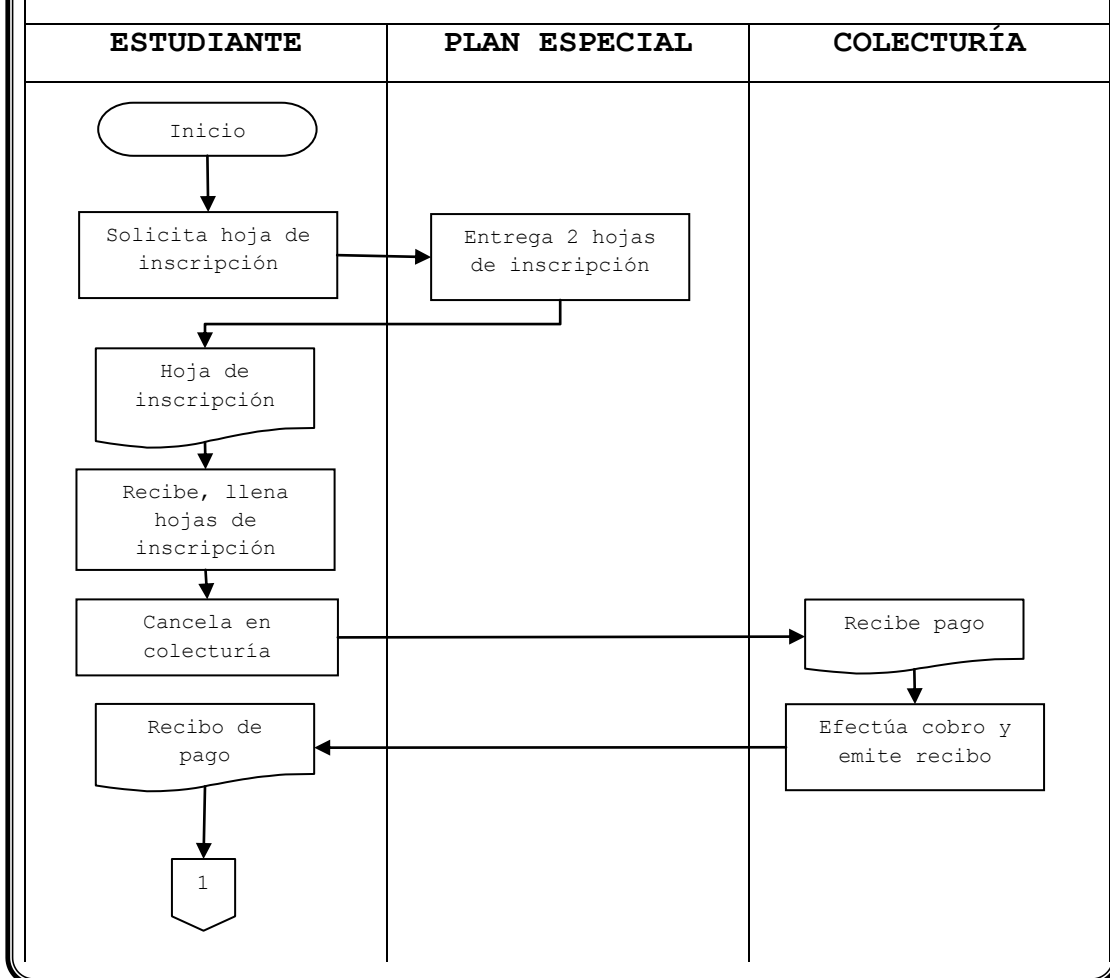 ESTUDIANTE
PLAN ESPECIAL
COLECTURÍA
Inicio
Solicita hoja de
inscripción
Entrega 2 hojas
de inscripción
Hoja de
inscripción
Recibe, llena
hojas de
inscripción
Cancela en
colecturía
Recibe pago
Efectúa cobro y
emite recibo
Recibo de
pago
1